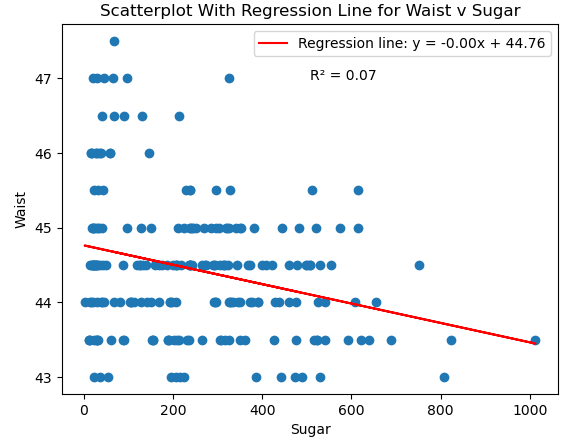 Scatterplot With Regression Line for Waist v Sugar
Regression line: y = -0.00x + 44.76
R² = 0.07
47
46
45
44
43
Waist
0 200 400 600 800 1000
Sugar